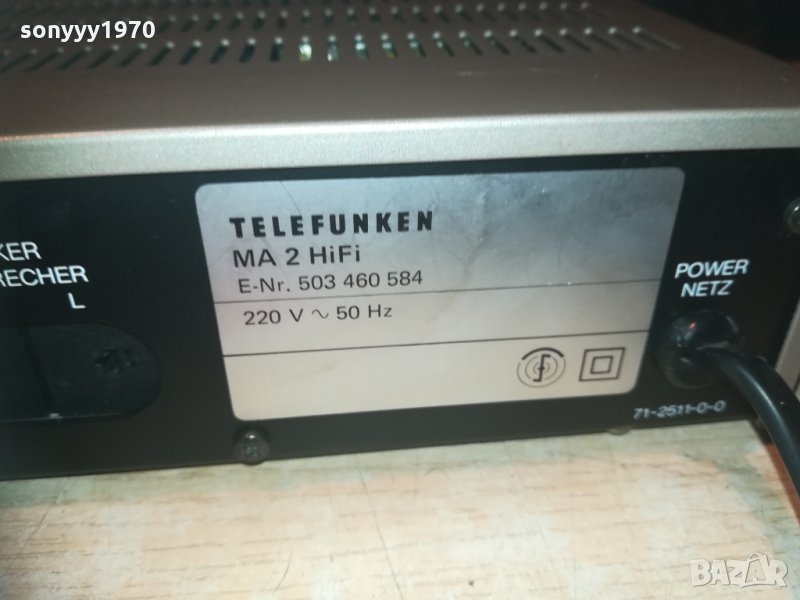 sonyyy1970
TELEFUNKEN
MA 2 HiFi
E-Nr. 503 460 584
220 V ~ 50 Hz
KER
RECHER
L
POWER
NETZ
71-2511-0-0
BAZAR